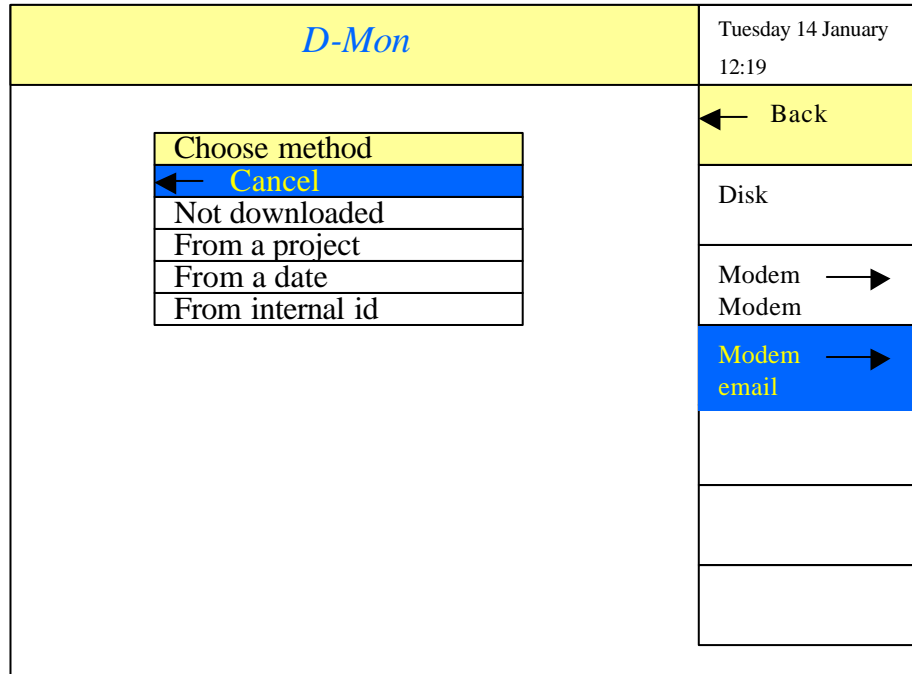 D-Mon
Tuesday 14 January
12:19
Back
Choose method
Cancel
Not downloaded
From a project
From a date
From internal id
Disk
Modem
Modem
Modem
email